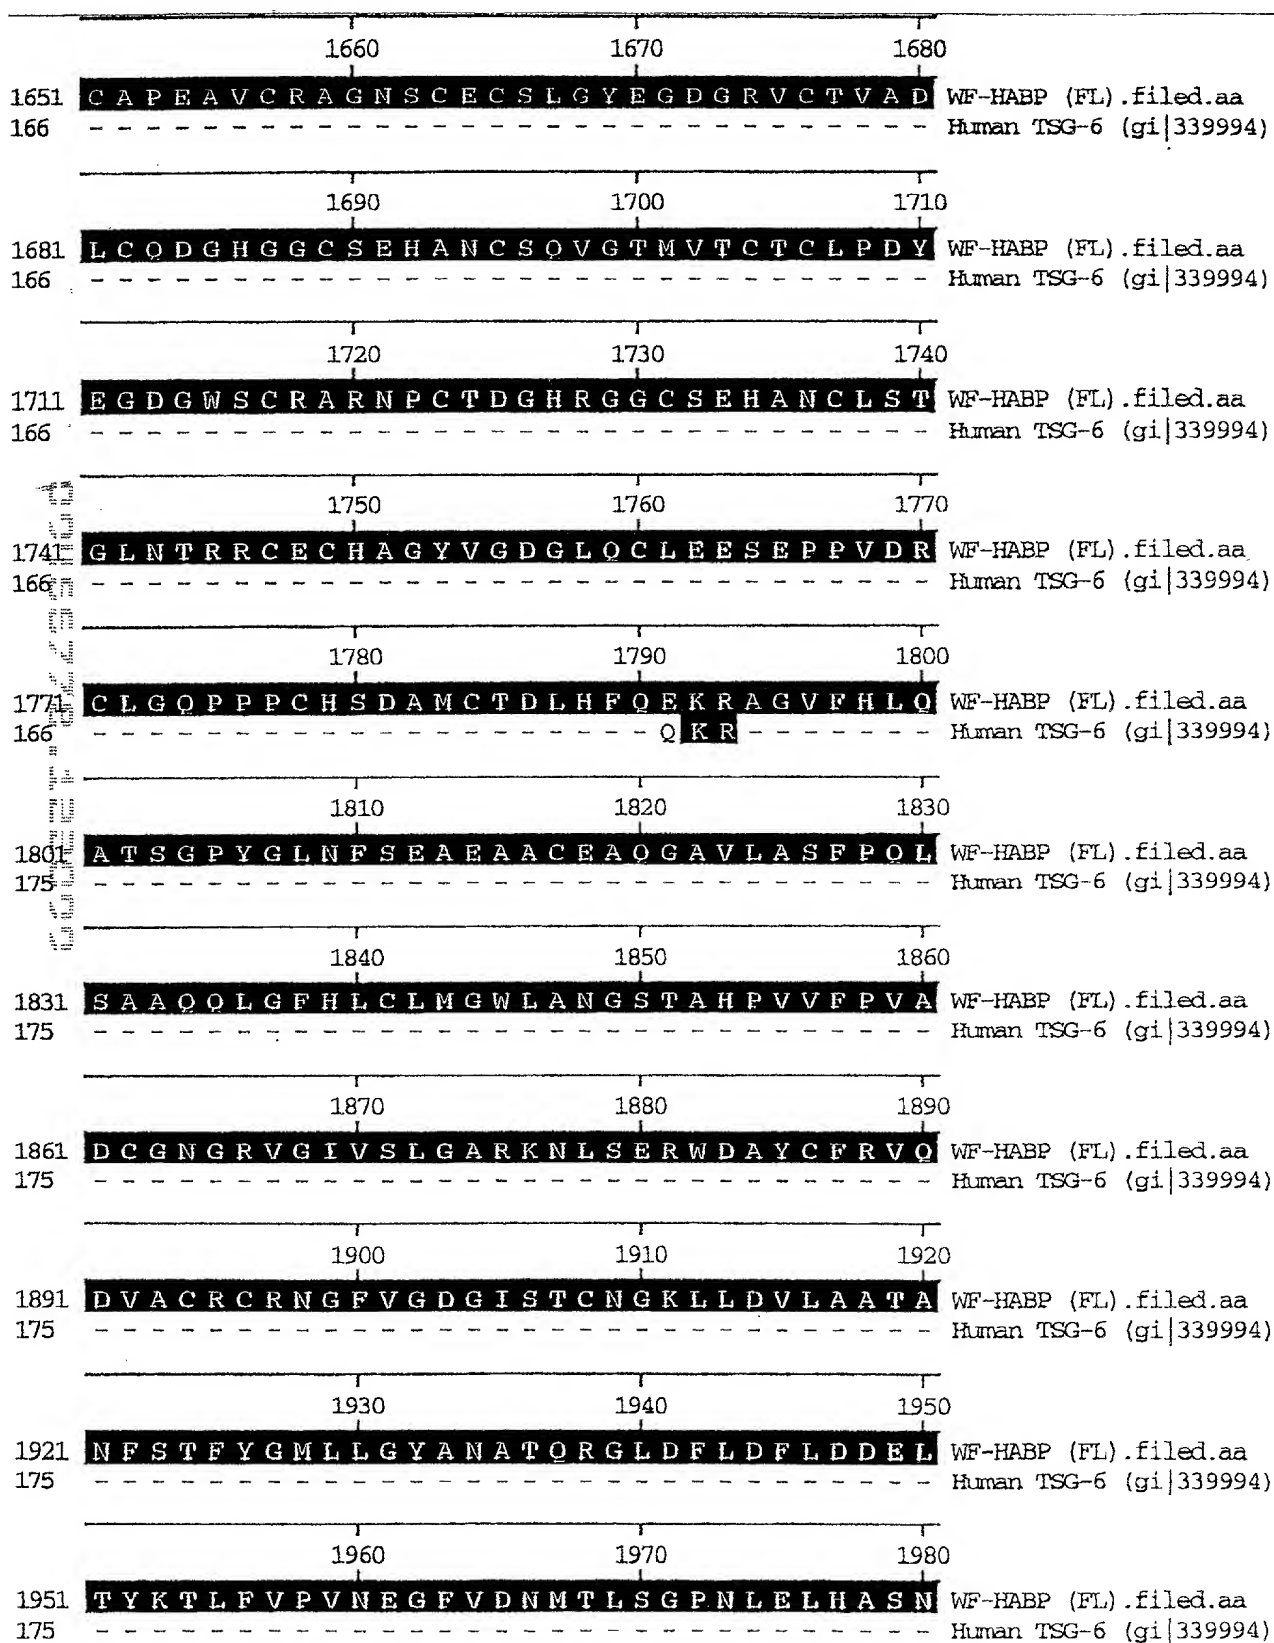 1660 1670 1680
1651 C A P E A V C R A G N S C E C S L G Y E G D G R V C T V A D WF-HABP (FL).filed.aa
166 - - - - - - - - - - - - - - - - - - - - - - - - - - - - - - Human TSG-6 (gi|339994)
1690 1700 1710
1681 L C Q D G H G G C S E H A N C S Q V G T M V T C T C L P D Y WF-HABP (FL).filed.aa
166 - - - - - - - - - - - - - - - - - - - - - - - - - - - - - - Human TSG-6 (gi|339994)
1720 1730 1740
1711 E G D G W S C R A R N P C T D G H R G G C S E H A N C L S T WF-HABP (FL).filed.aa
166 - - - - - - - - - - - - - - - - - - - - - - - - - - - - - - Human TSG-6 (gi|339994)
1750 1760 1770
1741 G L N T R R C E C H A G Y V G D G L Q C L E E S E P P V D R WF-HABP (FL).filed.aa
166 - - - - - - - - - - - - - - - - - - - - - - - - - - - - - - Human TSG-6 (gi|339994)
1780 1790 1800
1771 C L G Q P P P C H S D A M C T D L H F Q E K R A G V F H L Q WF-HABP (FL).filed.aa
166 - - - - - - - - - - - - - - - - - - - - Q K R - - - - - - - Human TSG-6 (gi|339994)
1810 1820 1830
1801 A T S G P Y G L N F S E A E A A C E A Q G A V L A S F P Q L WF-HABP (FL).filed.aa
175 - - - - - - - - - - - - - - - - - - - - - - - - - - - - - - Human TSG-6 (gi|339994)
1840 1850 1860
1831 S A A Q Q L G F H L C L M G W L A N G S T A H P V V F P V A WF-HABP (FL).filed.aa
175 - - - - - - - - - - - - - - - - - - - - - - - - - - - - - - Human TSG-6 (gi|339994)
1870 1880 1890
1861 D C G N G R V G I V S L G A R K N L S E R W D A Y C F R V Q WF-HABP (FL).filed.aa
175 - - - - - - - - - - - - - - - - - - - - - - - - - - - - - - Human TSG-6 (gi|339994)
1900 1910 1920
1891 D V A C R C R N G F V G D G I S T C N G K L L D V L A A T A WF-HABP (FL).filed.aa
175 - - - - - - - - - - - - - - - - - - - - - - - - - - - - - - Human TSG-6 (gi|339994)
1930 1940 1950
1921 N F S T F Y G M L L G Y A N A T Q R G L D F L D F L D D E L WF-HABP (FL).filed.aa
175 - - - - - - - - - - - - - - - - - - - - - - - - - - - - - - Human TSG-6 (gi|339994)
1960 1970 1980
1951 T Y K T L F V P V N E G F V D N M T L S G P N L E L H A S N WF-HABP (FL).filed.aa
175 - - - - - - - - - - - - - - - - - - - - - - - - - - - - - - Human TSG-6 (gi|339994)